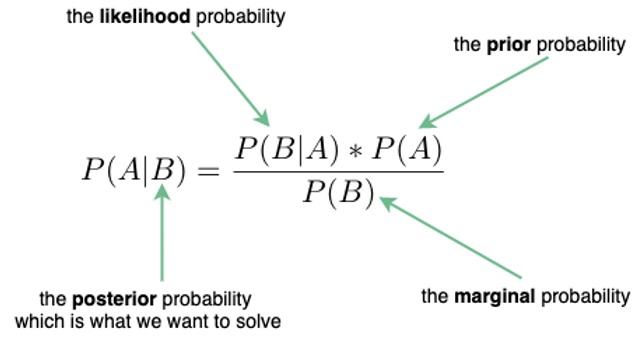 the likelihood probability
the prior probability
P(A|B) = P(B|A) * P(A)
P(B)
the posterior probability
which is what we want to solve
the marginal probability